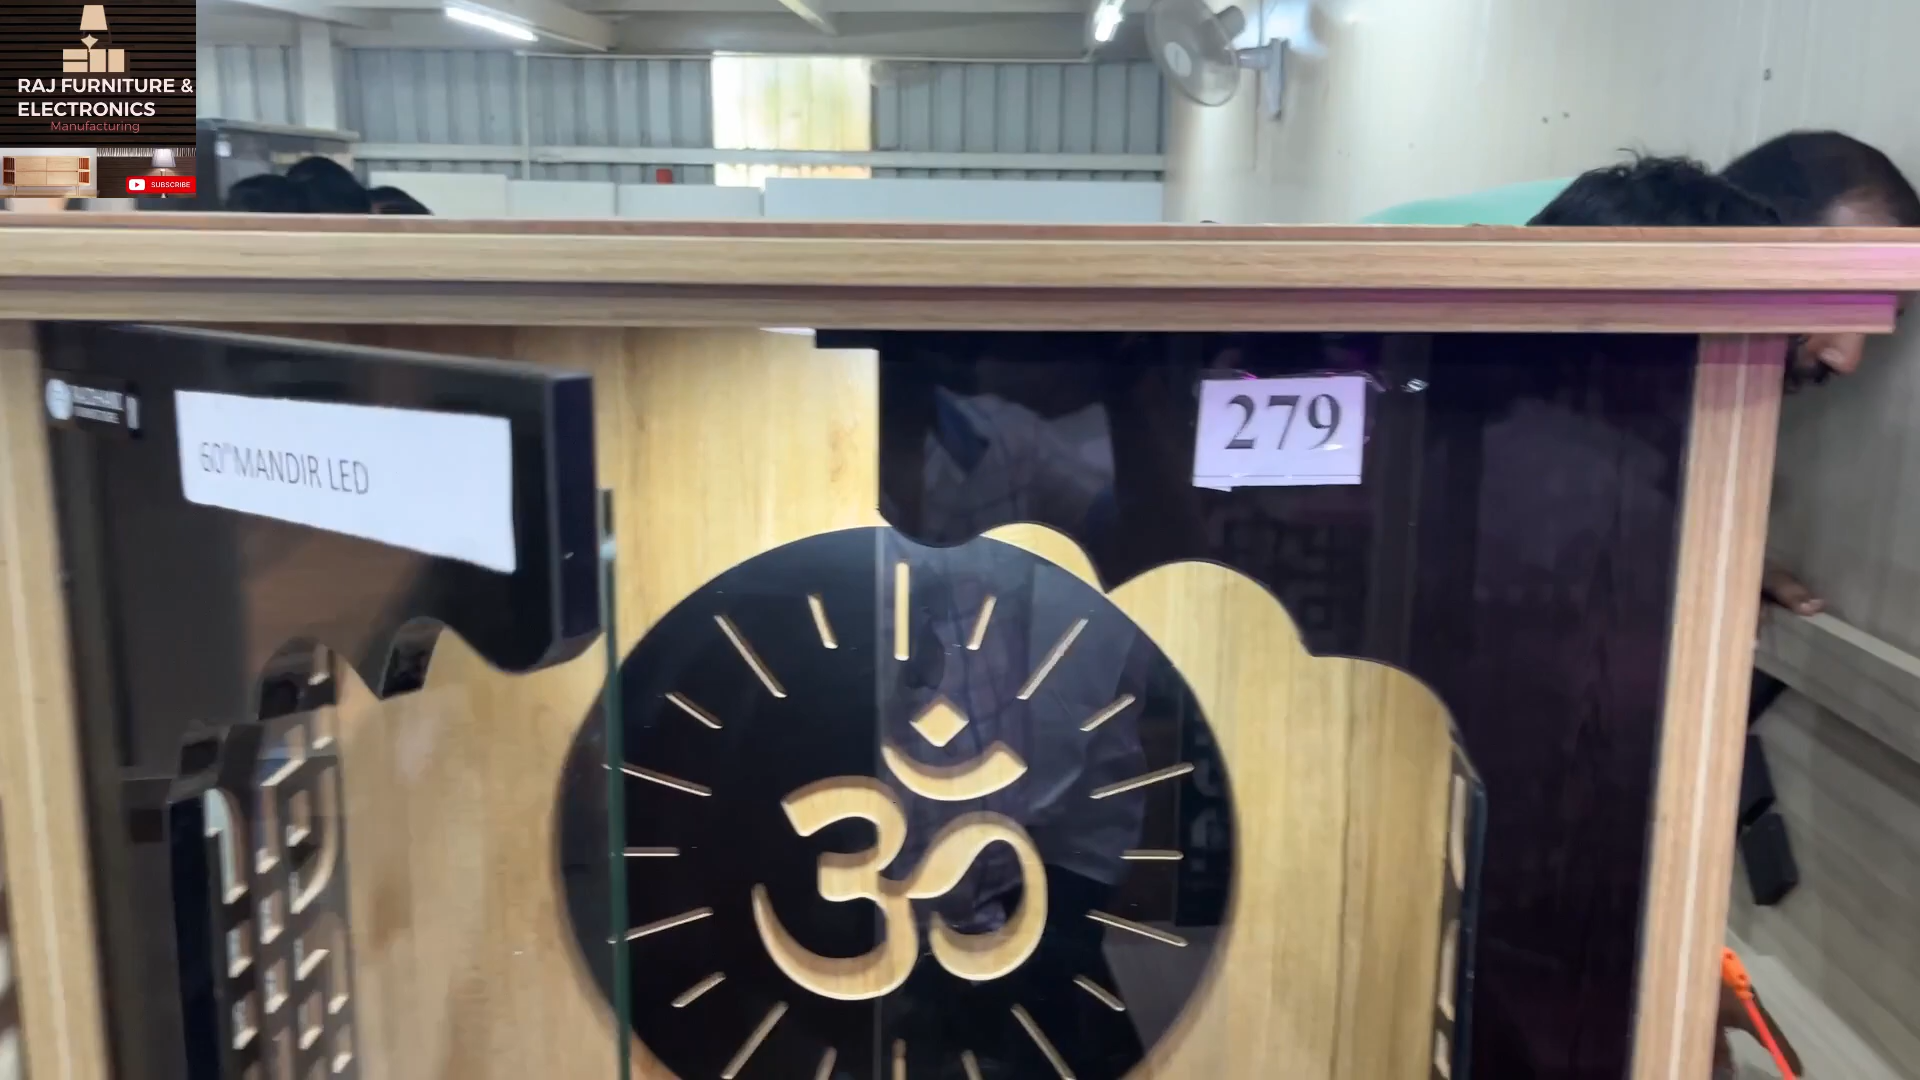 RAJ FURNITURE &
ELECTRONICS
Manufacturing
SUBSCRIBE
60"MANDIR LED
279
ॐ